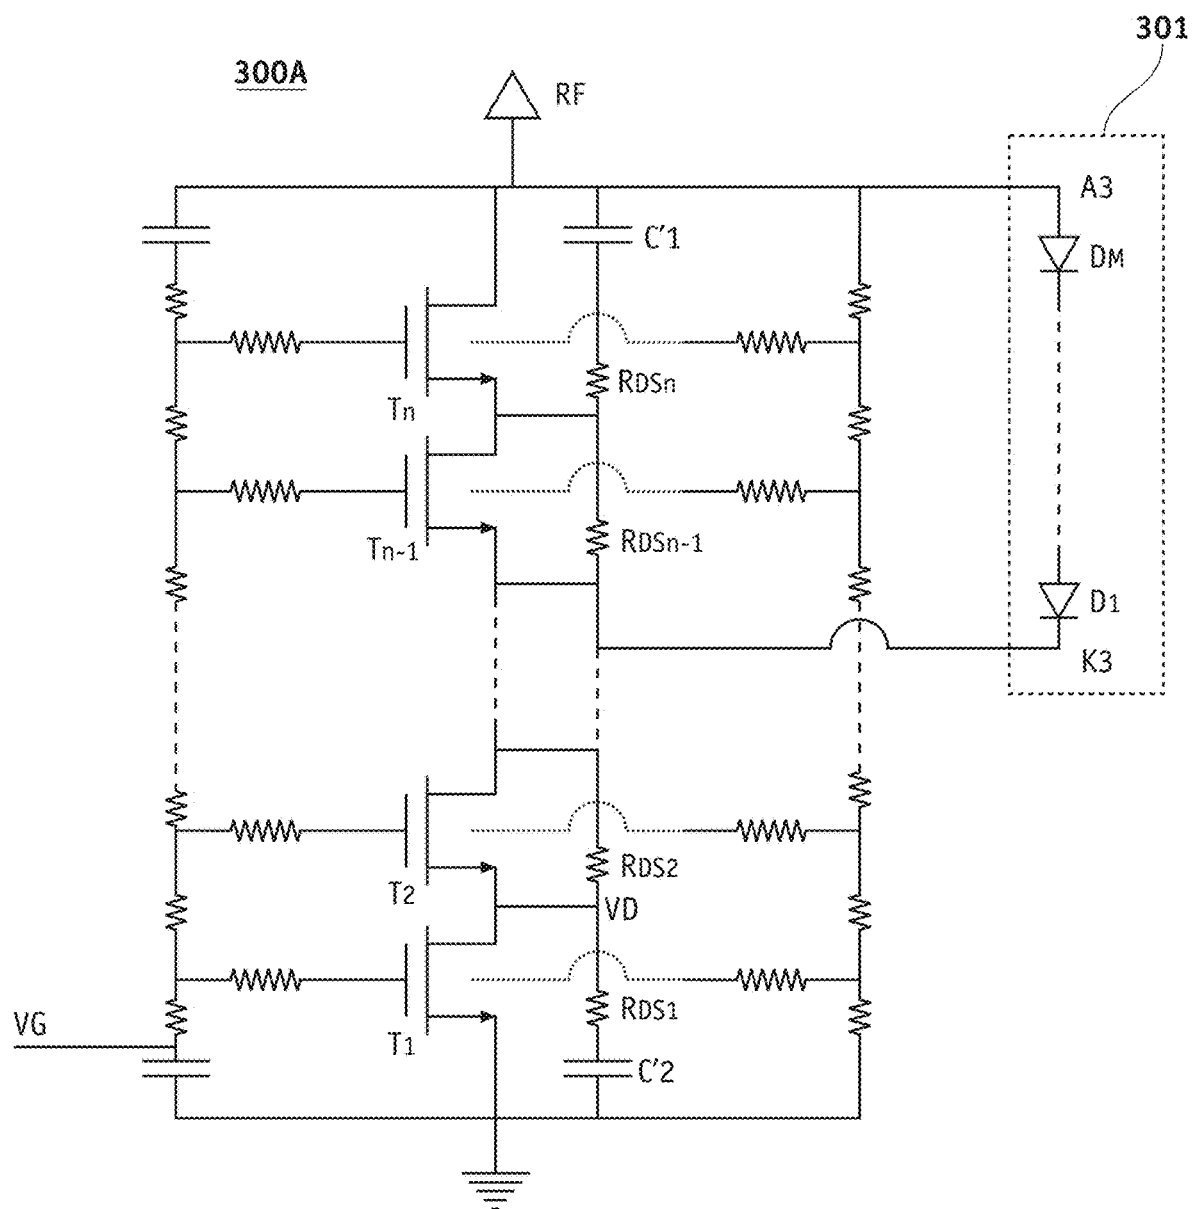 301
300A
RF
A3
C'1
DM
RDSn
Tn
RDSn-1
Tn-1
D1
K3
RDS2
T2
VD
RDS1
VG
T1
C'2